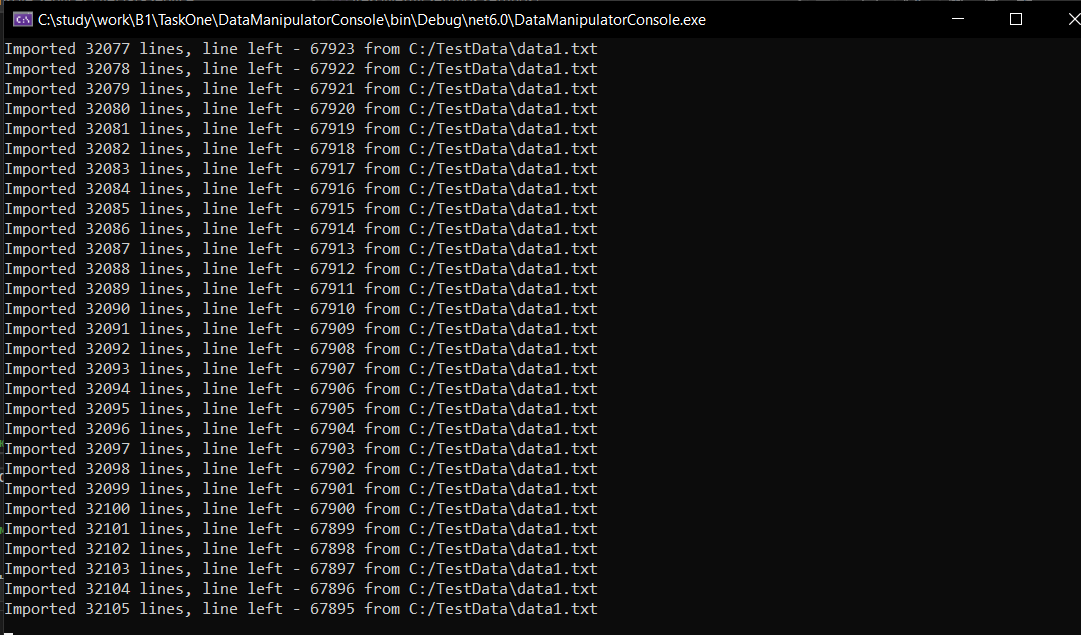 C:\study\work\B1\TaskOne\DataManipulatorConsole\bin\Debug\net6.0\DataManipulatorConsole.exe
Imported 32077 lines, line left - 67923 from C:/TestData\data1.txt
Imported 32078 lines, line left - 67922 from C:/TestData\data1.txt
Imported 32079 lines, line left - 67921 from C:/TestData\data1.txt
Imported 32080 lines, line left - 67920 from C:/TestData\data1.txt
Imported 32081 lines, line left - 67919 from C:/TestData\data1.txt
Imported 32082 lines, line left - 67918 from C:/TestData\data1.txt
Imported 32083 lines, line left - 67917 from C:/TestData\data1.txt
Imported 32084 lines, line left - 67916 from C:/TestData\data1.txt
Imported 32085 lines, line left - 67915 from C:/TestData\data1.txt
Imported 32086 lines, line left - 67914 from C:/TestData\data1.txt
Imported 32087 lines, line left - 67913 from C:/TestData\data1.txt
Imported 32088 lines, line left - 67912 from C:/TestData\data1.txt
Imported 32089 lines, line left - 67911 from C:/TestData\data1.txt
Imported 32090 lines, line left - 67910 from C:/TestData\data1.txt
Imported 32091 lines, line left - 67909 from C:/TestData\data1.txt
Imported 32092 lines, line left - 67908 from C:/TestData\data1.txt
Imported 32093 lines, line left - 67907 from C:/TestData\data1.txt
Imported 32094 lines, line left - 67906 from C:/TestData\data1.txt
Imported 32095 lines, line left - 67905 from C:/TestData\data1.txt
Imported 32096 lines, line left - 67904 from C:/TestData\data1.txt
Imported 32097 lines, line left - 67903 from C:/TestData\data1.txt
Imported 32098 lines, line left - 67902 from C:/TestData\data1.txt
Imported 32099 lines, line left - 67901 from C:/TestData\data1.txt
Imported 32100 lines, line left - 67900 from C:/TestData\data1.txt
Imported 32101 lines, line left - 67899 from C:/TestData\data1.txt
Imported 32102 lines, line left - 67898 from C:/TestData\data1.txt
Imported 32103 lines, line left - 67897 from C:/TestData\data1.txt
Imported 32104 lines, line left - 67896 from C:/TestData\data1.txt
Imported 32105 lines, line left - 67895 from C:/TestData\data1.txt